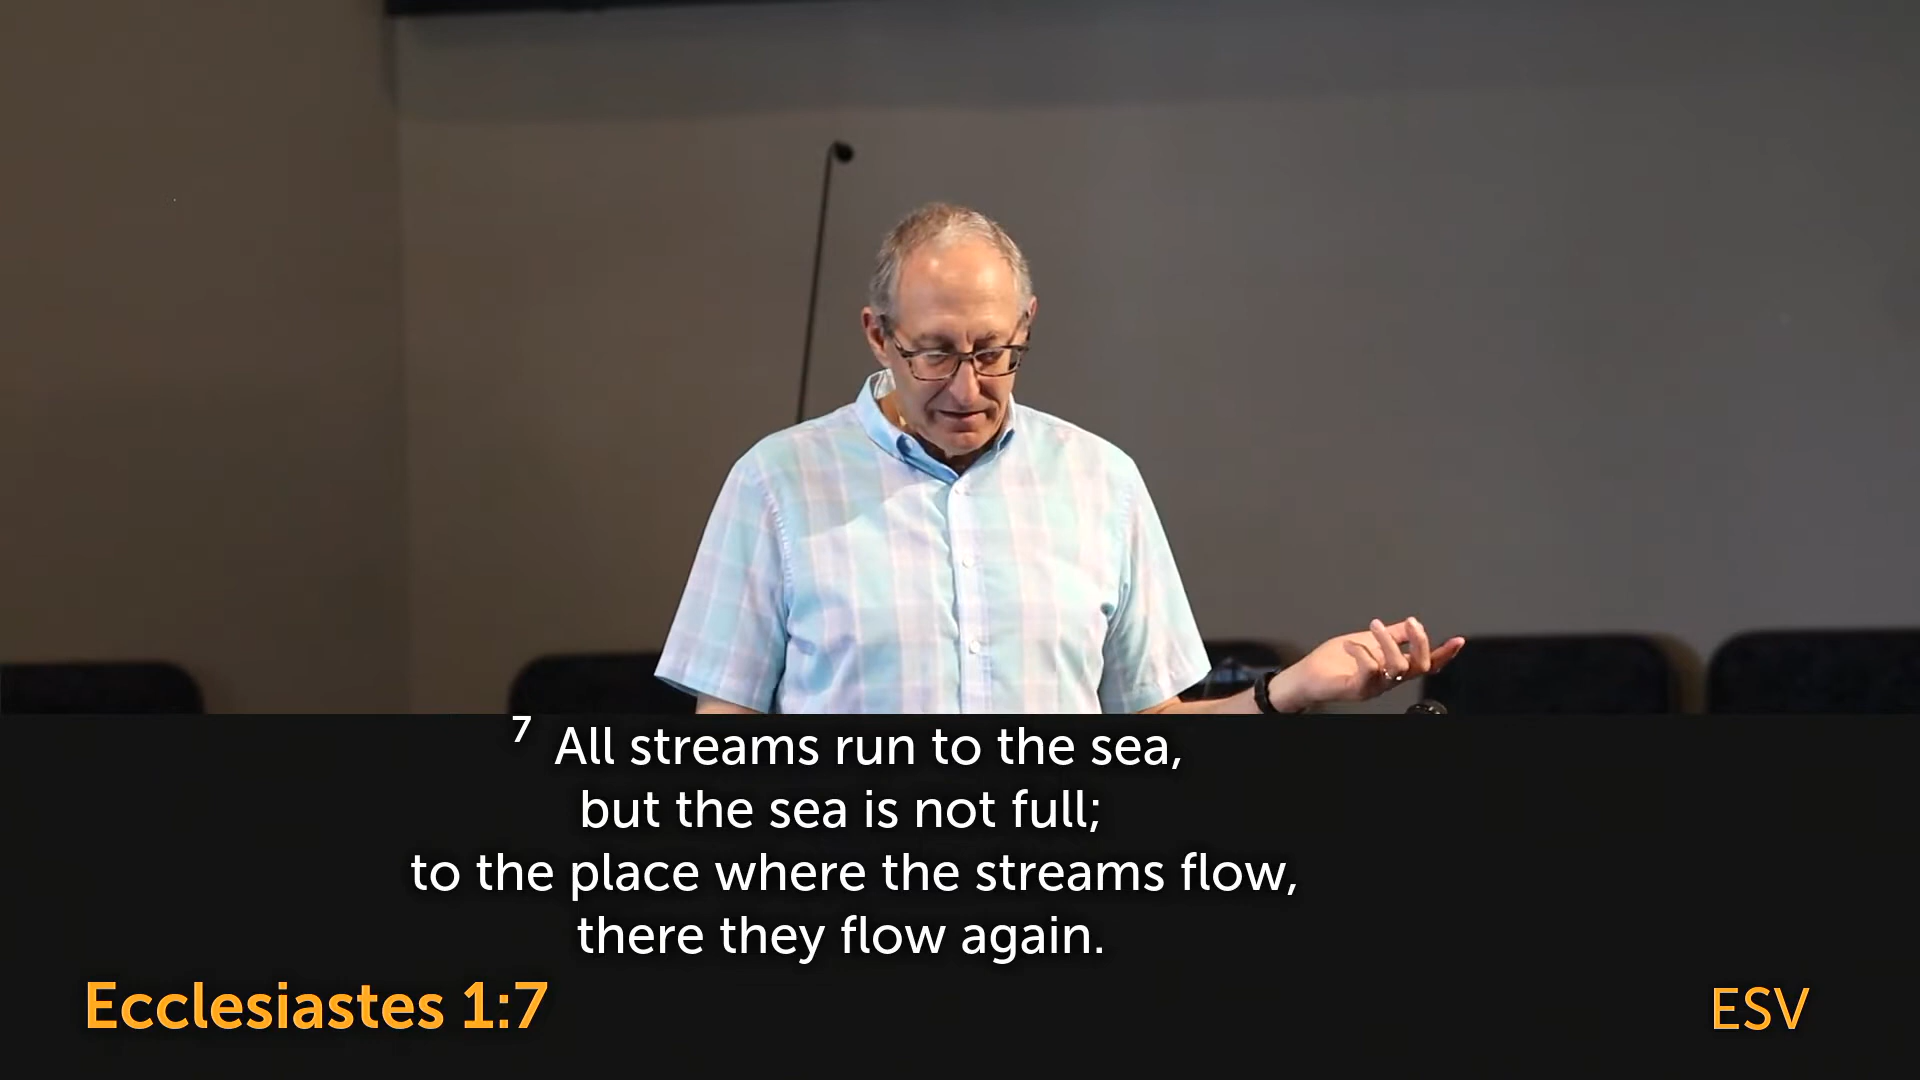 7 All streams run to the sea,
but the sea is not full;
to the place where the streams flow,
there they flow again.
Ecclesiastes 1:7
ESV